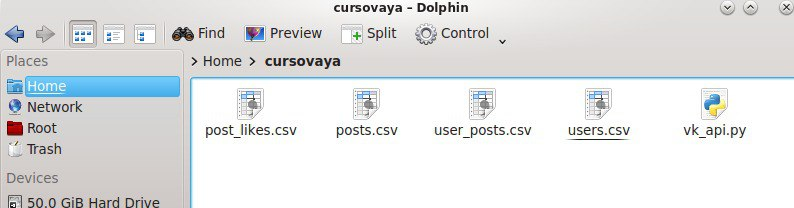 cursovaya – Dolphin
Find Preview Split Control
Places
Home
Network
Root
Trash
Devices
50.0 GiB Hard Drive
> Home > cursovaya
post_likes.csv posts.csv user_posts.csv users.csv vk_api.py